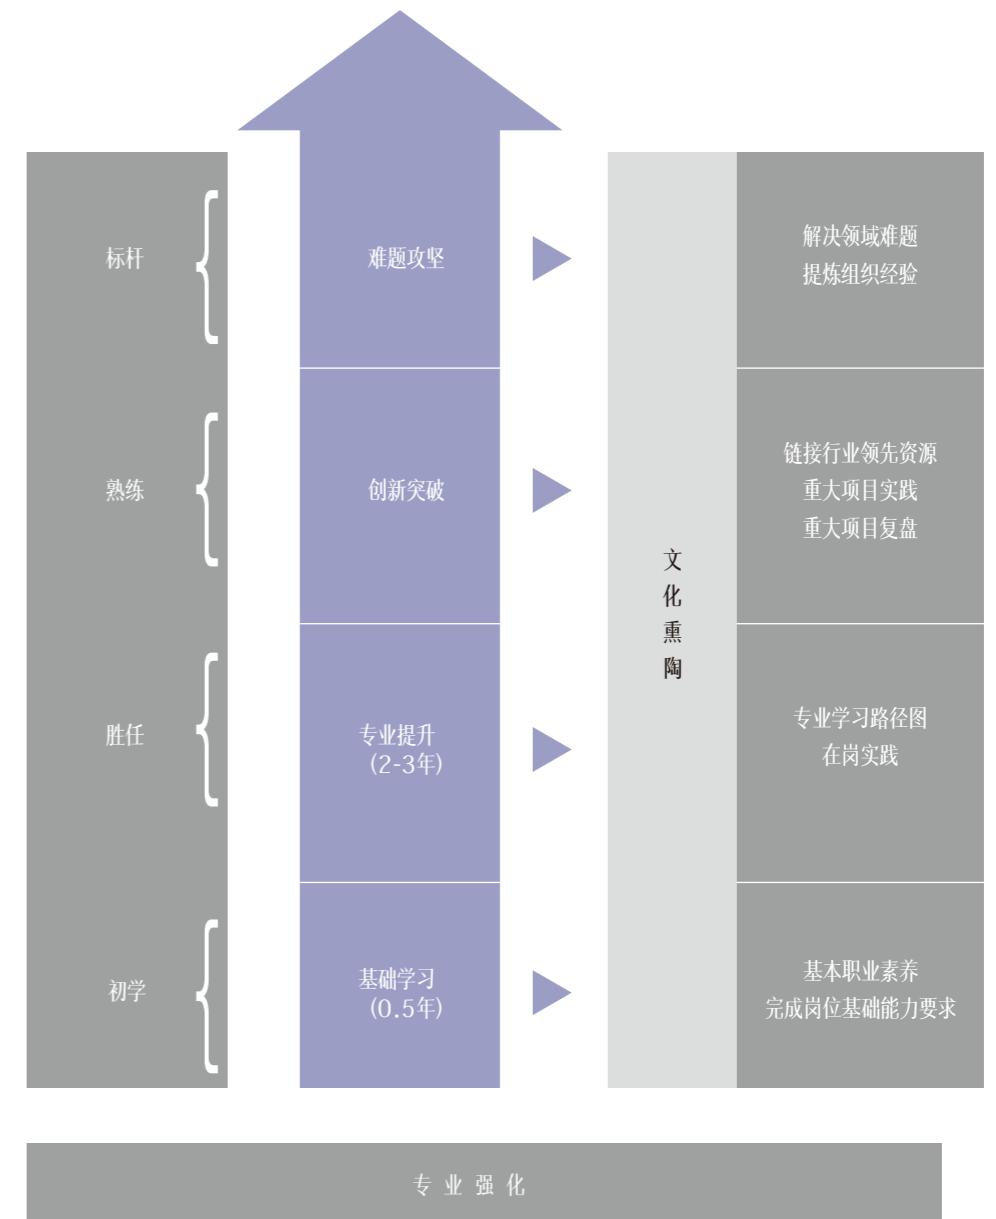 标杆
难题攻坚
解决领域难题
提炼组织经验
熟练
创新突破
链接行业领先资源
重大项目实践
重大项目复盘
文
化
熏
陶
胜任
专业提升
(2-3年)
专业学习路径图
在岗实践
初学
基础学习
(0.5年)
基本职业素养
完成岗位基础能力要求
专业强化